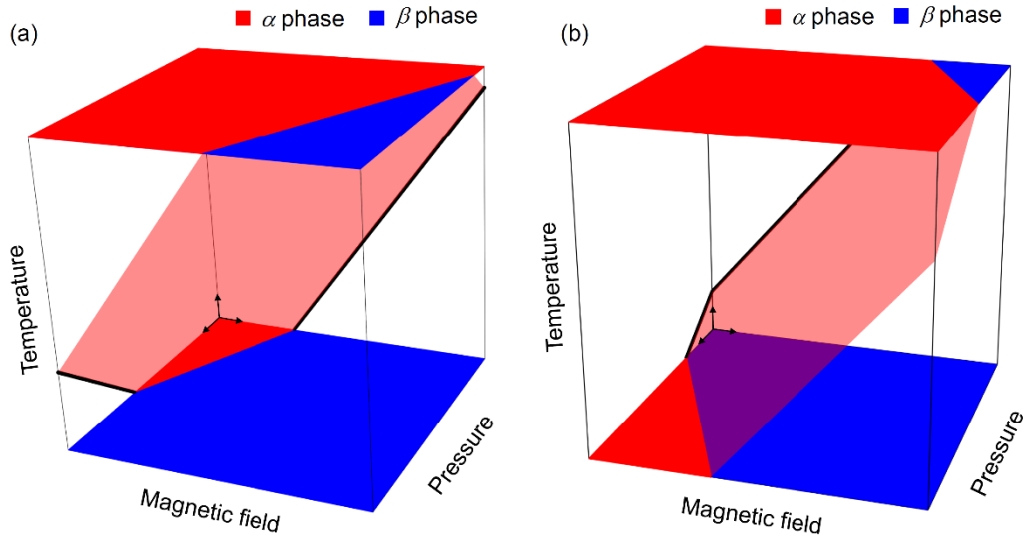 (a)
α phase β phase
Temperature
Magnetic field
Pressure
(b)
α phase β phase
Temperature
Magnetic field
Pressure